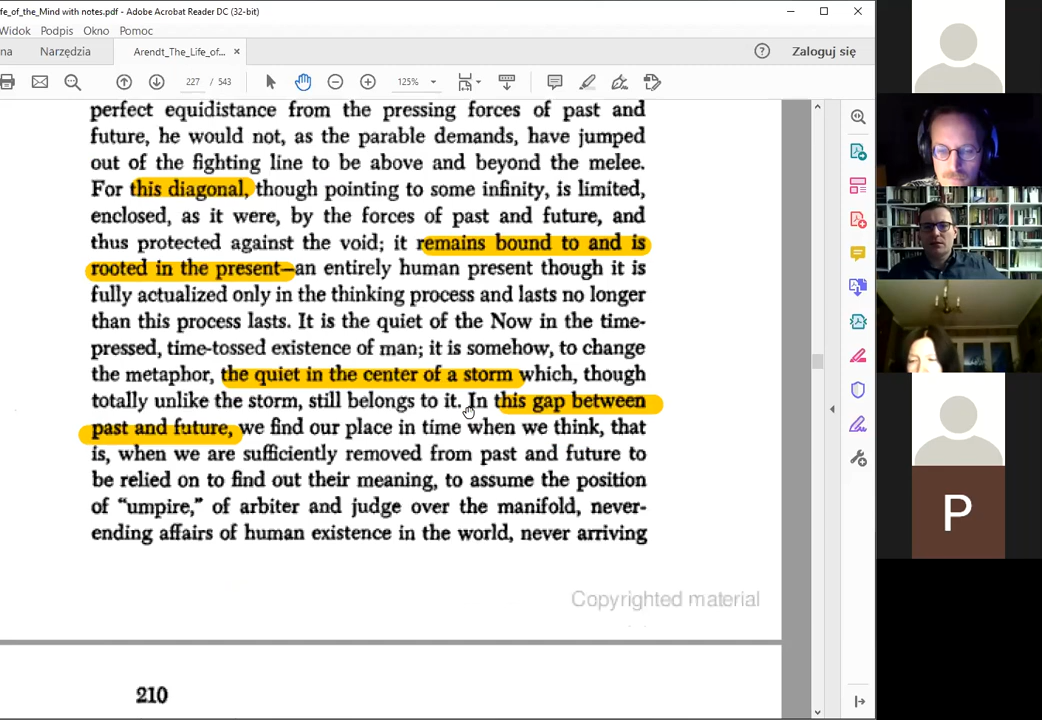 ife_of_the_Mind with notes.pdf - Adobe Acrobat Reader DC (32-bit)
Widok Podpis Okno Pomoc
na Narzędzia Arendt_The_Life_of... × ? Zaloguj się
227 / 543 125%
perfect equidistance from the pressing forces of past and
future, he would not, as the parable demands, have jumped
out of the fighting line to be above and beyond the melee.
For this diagonal, though pointing to some infinity, is limited,
enclosed, as it were, by the forces of past and future, and
thus protected against the void; it remains bound to and is
rooted in the present—an entirely human present though it is
fully actualized only in the thinking process and lasts no longer
than this process lasts. It is the quiet of the Now in the time-
pressed, time-tossed existence of man; it is somehow, to change
the metaphor, the quiet in the center of a storm which, though
totally unlike the storm, still belongs to it. In this gap between
past and future, we find our place in time when we think, that
is, when we are sufficiently removed from past and future to
be relied on to find out their meaning, to assume the position
of “umpire,” of arbiter and judge over the manifold, never-
ending affairs of human existence in the world, never arriving
Copyrighted material
210
P